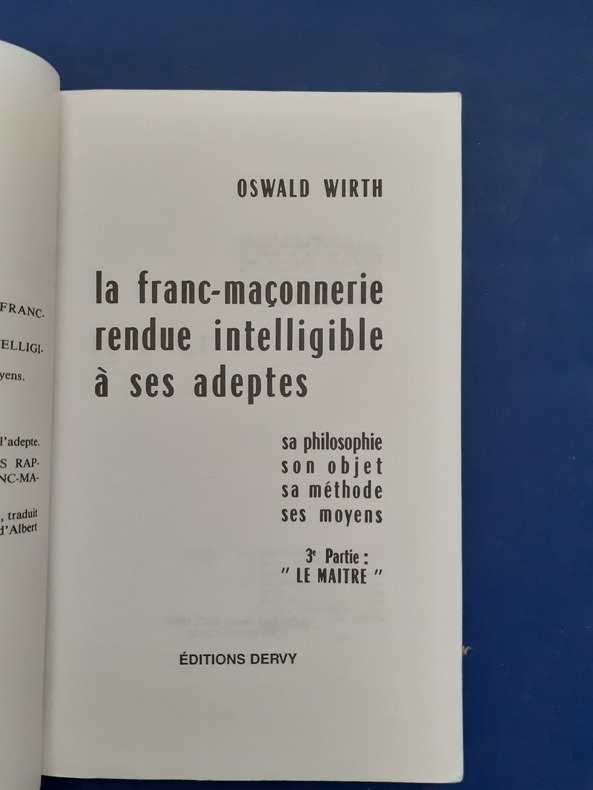 FRANC-
ELLIGI-
yens.
l'adepte.
S RAP-
NC-MA-
, traduit
d'Albert
OSWALD WIRTH
la franc-maçonnerie
rendue intelligible
à ses adeptes
sa philosophie
son objet
sa méthode
ses moyens
3e Partie :
" LE MAITRE "
ÉDITIONS DERVY